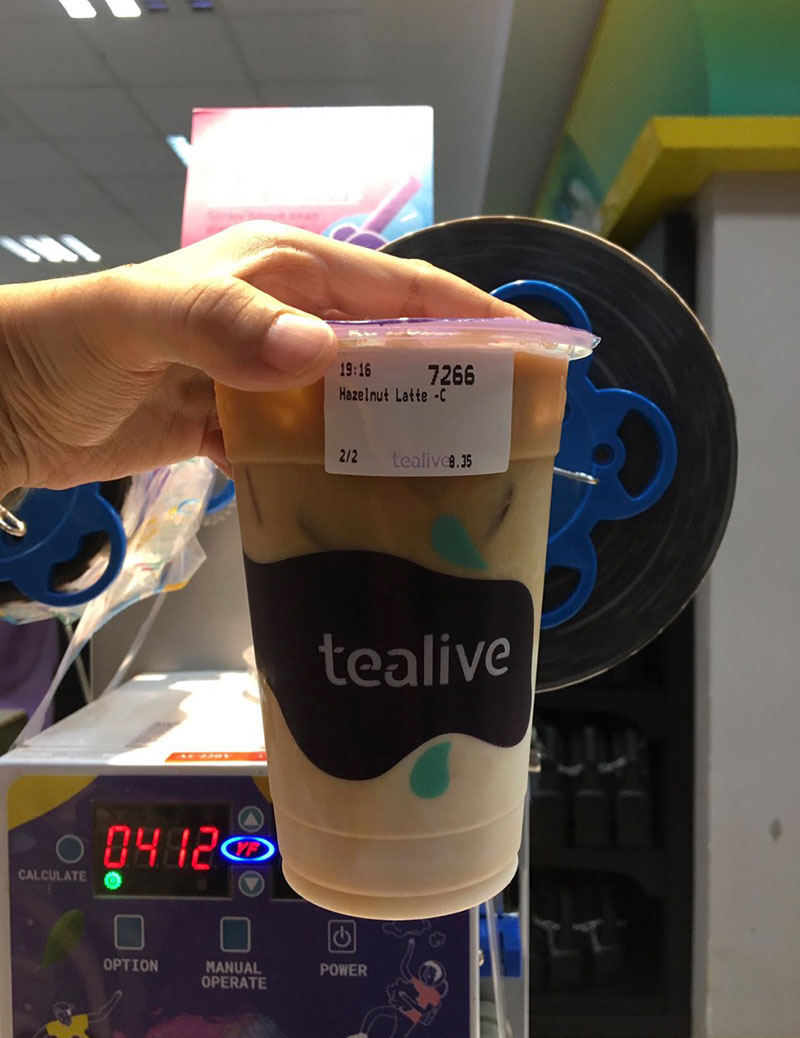 19:16 7266
Hazelnut Latte -C
2/2 tealive 8.35
tealive
0412 YF
CALCULATE
OPTION
MANUAL
OPERATE
POWER